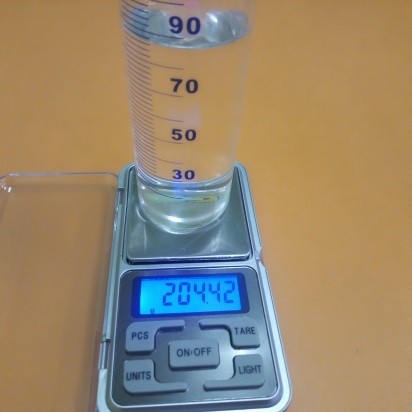 90
70
50
30
204.42
g
PCS
TARE
ON/OFF
UNITS
LIGHT